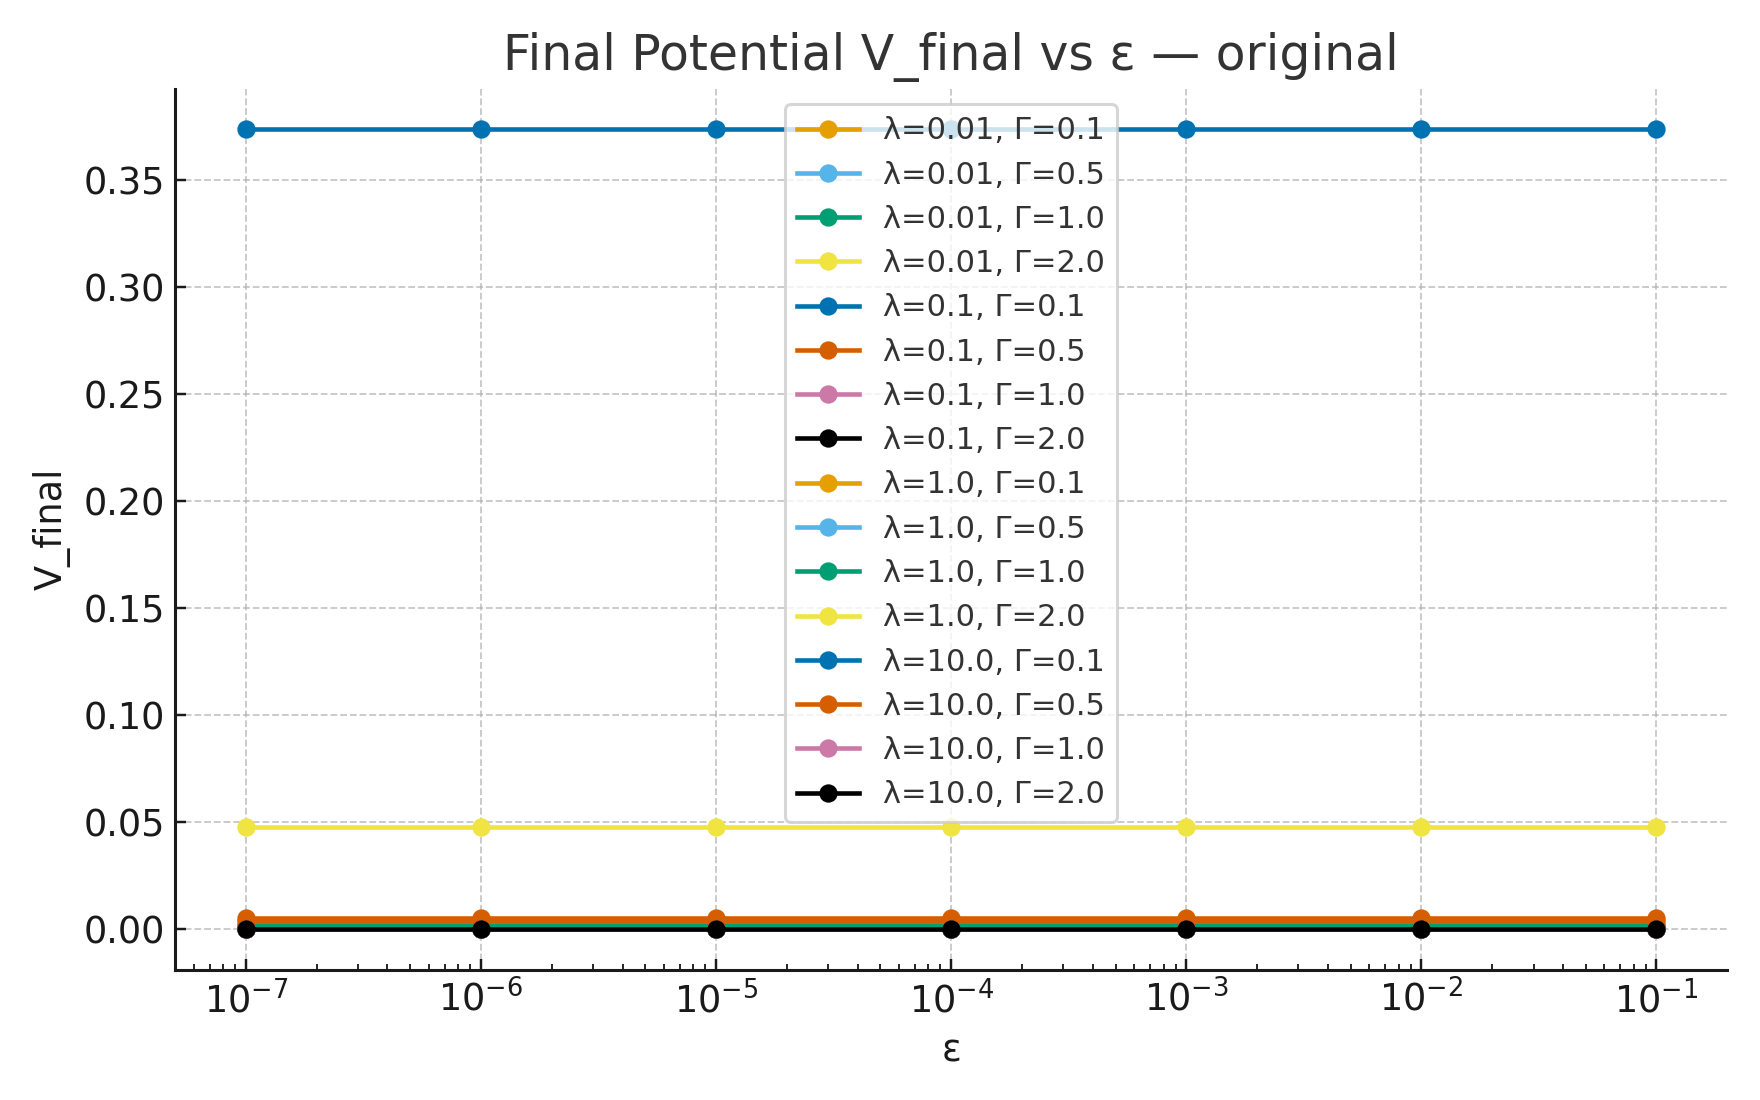 Final Potential V_final vs ε — original
V_final
0.35
0.30
0.25
0.20
0.15
0.10
0.05
0.00
λ=0.01, Γ=0.1
λ=0.01, Γ=0.5
λ=0.01, Γ=1.0
λ=0.01, Γ=2.0
λ=0.1, Γ=0.1
λ=0.1, Γ=0.5
λ=0.1, Γ=1.0
λ=0.1, Γ=2.0
λ=1.0, Γ=0.1
λ=1.0, Γ=0.5
λ=1.0, Γ=1.0
λ=1.0, Γ=2.0
λ=10.0, Γ=0.1
λ=10.0, Γ=0.5
λ=10.0, Γ=1.0
λ=10.0, Γ=2.0
10⁻⁷ 10⁻⁶ 10⁻⁵ 10⁻⁴ 10⁻³ 10⁻² 10⁻¹
ε